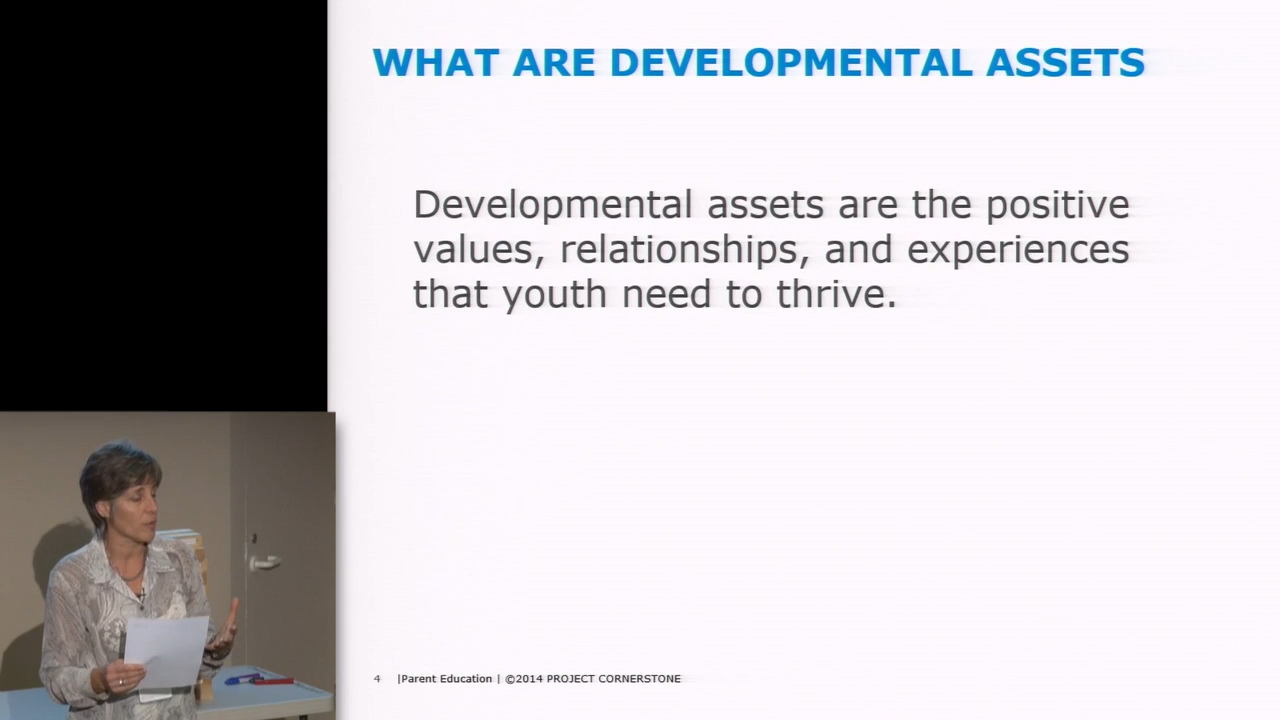 WHAT ARE DEVELOPMENTAL ASSETS
Developmental assets are the positive
values, relationships, and experiences
that youth need to thrive.
4 |Parent Education | ©2014 PROJECT CORNERSTONE